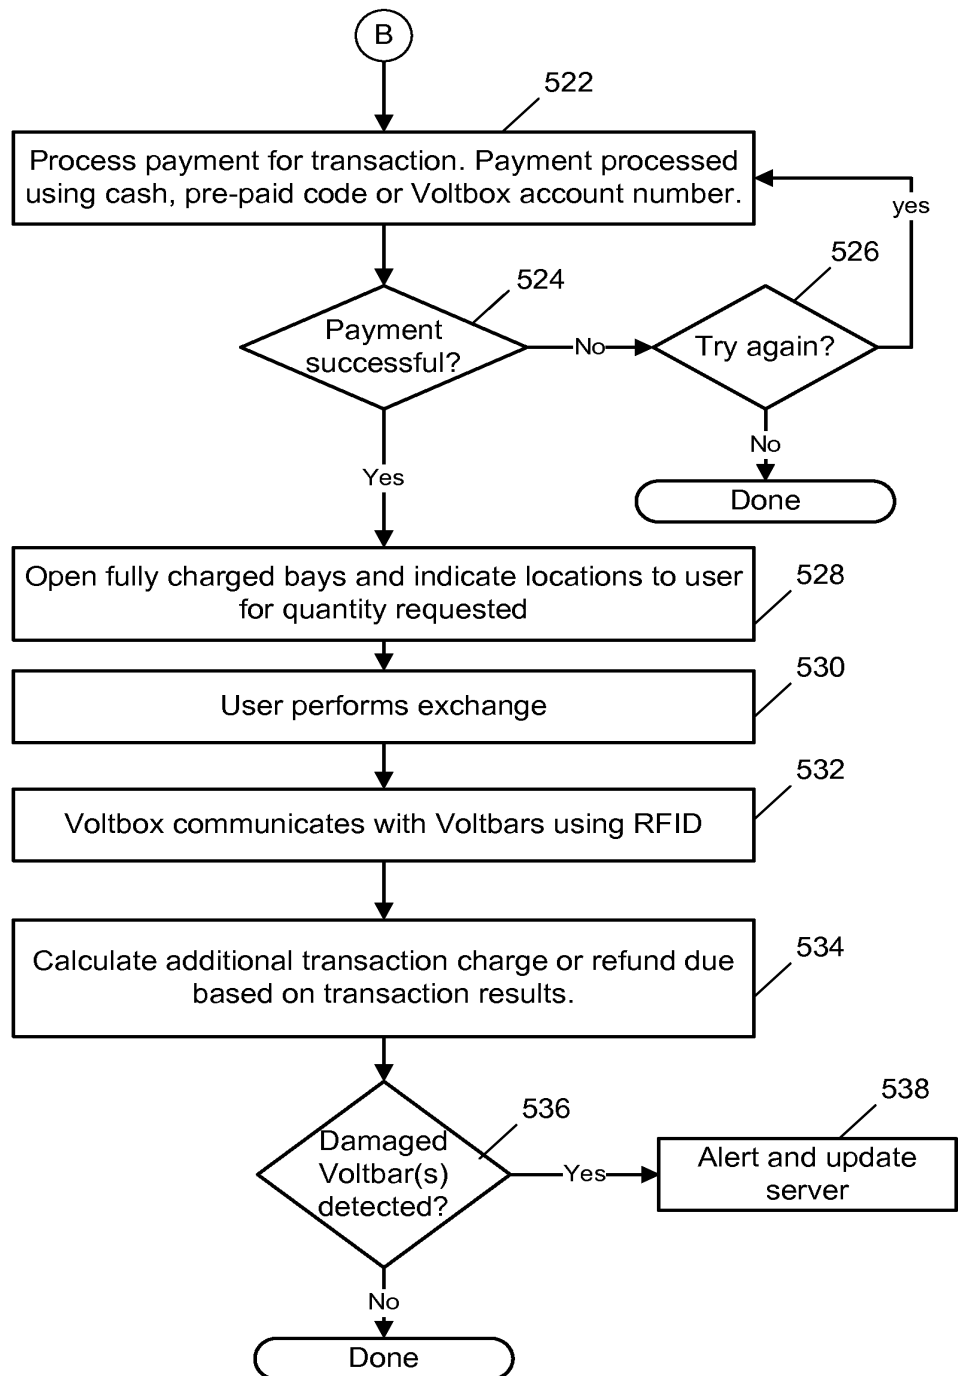 B
522
Process payment for transaction. Payment processed
using cash, pre-paid code or Voltbox account number.
yes
526
524
Payment
successful?
No
Try again?
No
Yes
Done
Open fully charged bays and indicate locations to user
for quantity requested
528
530
User performs exchange
532
Voltbox communicates with Voltbars using RFID
534
Calculate additional transaction charge or refund due
based on transaction results.
538
536
Damaged
Voltbar(s)
detected?
Yes
Alert and update
server
No
Done